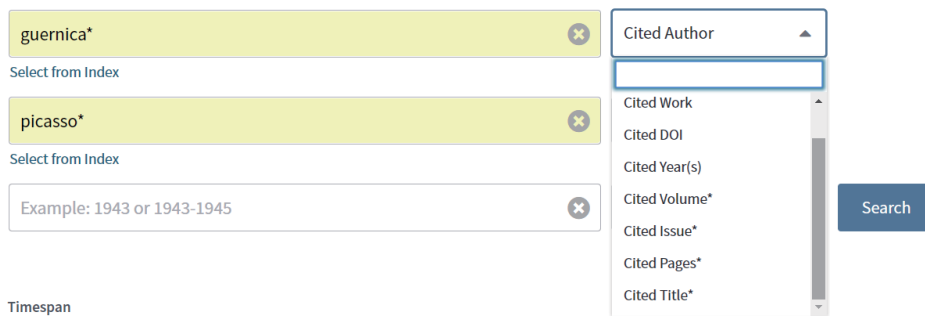 guernica*
Cited Author
Select from Index
Cited Work
picasso*
Cited DOI
Select from Index
Cited Year(s)
Example: 1943 or 1943-1945
Cited Volume*
Search
Cited Issue*
Cited Pages*
Cited Title*
Timespan